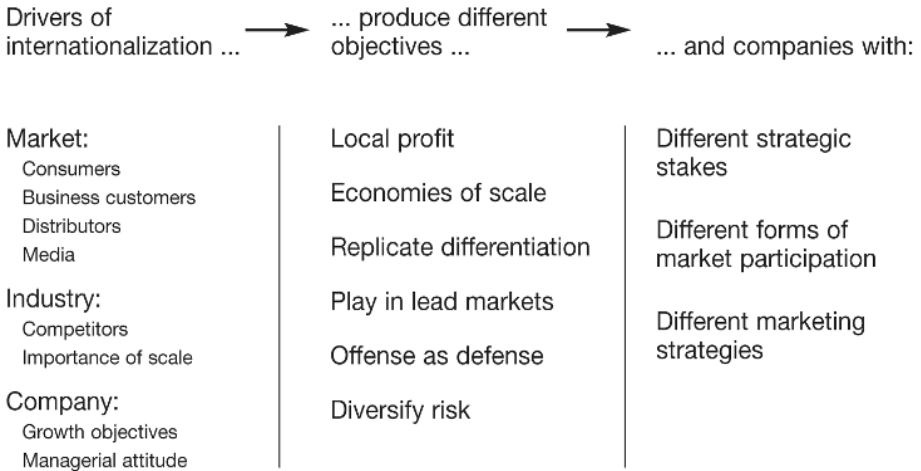 Drivers of
internationalization ...
... produce different
objectives ...
... and companies with:
Market:
Consumers
Business customers
Distributors
Media
Industry:
Competitors
Importance of scale
Company:
Growth objectives
Managerial attitude
Local profit
Economies of scale
Replicate differentiation
Play in lead markets
Offense as defense
Diversify risk
Different strategic
stakes
Different forms of
market participation
Different marketing
strategies